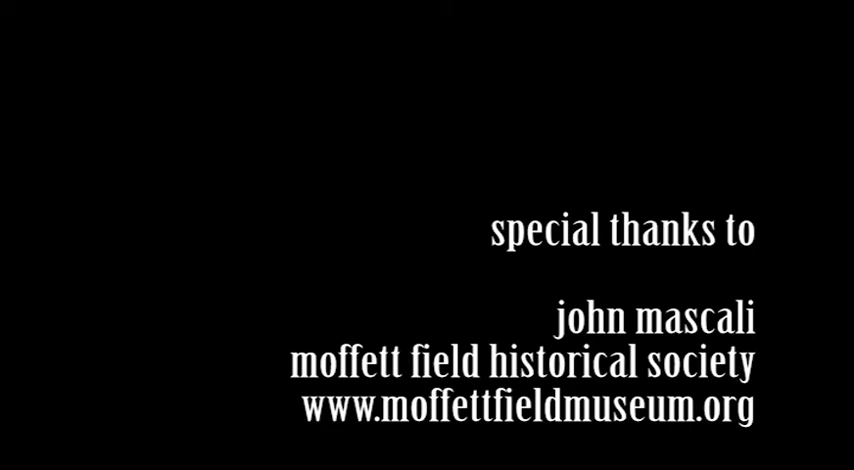 special thanks to
john mascali
moffett field historical society
www.moffettfieldmuseum.org